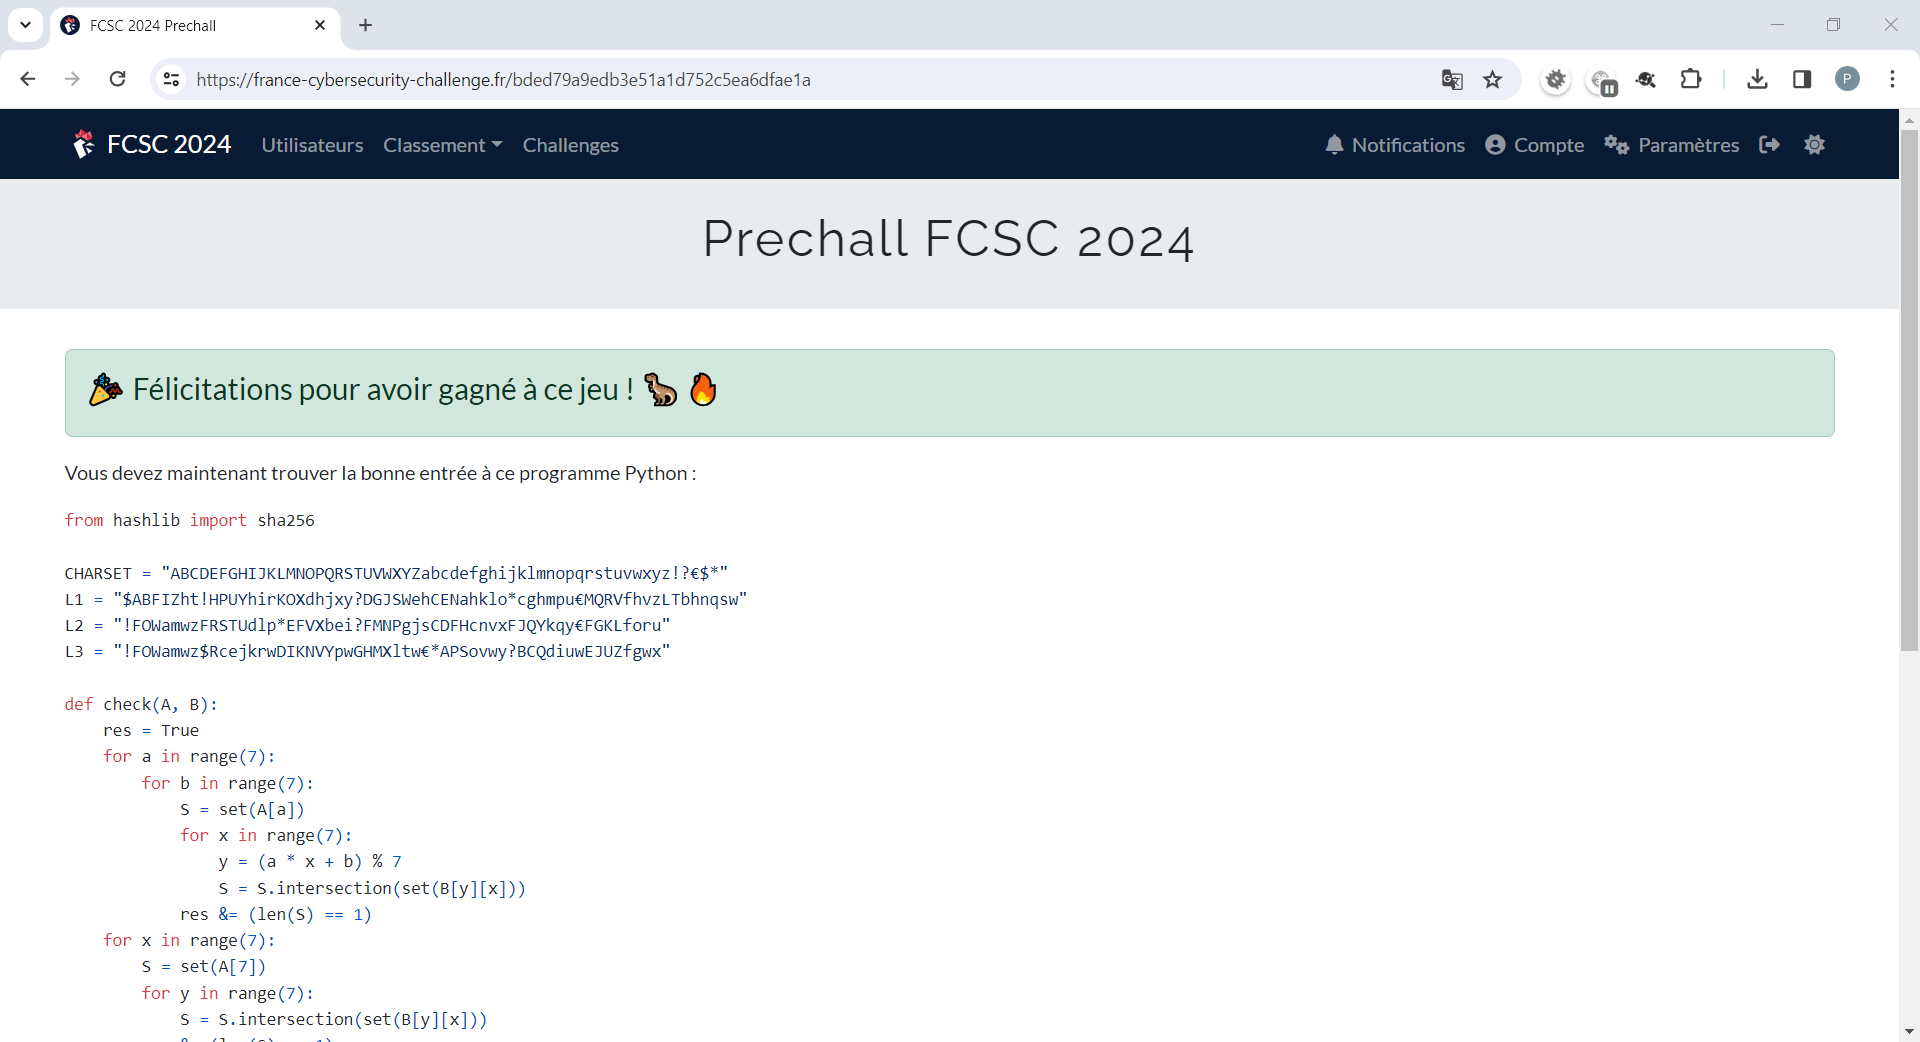 FCSC 2024 Prechall
https://france-cybersecurity-challenge.fr/bded79a9edb3e51a1d752c5ea6dfae1a
P
FCSC 2024 Utilisateurs Classement Challenges Notifications Compte Paramètres
Prechall FCSC 2024
Félicitations pour avoir gagné à ce jeu !
Vous devez maintenant trouver la bonne entrée à ce programme Python :
from hashlib import sha256
CHARSET = "ABCDEFGHIJKLMNOPQRSTUVWXYZabcdefghijklmnopqrstuvwxyz!?€$*"
L1 = "$ABFIZht!HPUYhirKOXdhjxy?DGJSWehCENahklo*cghmpu€MQRVfhvzLTbhnqsw"
L2 = "!FOWamwzFRSTUdlp*EFVXbei?FMNPgjsCDFHcnvxFJQYkqy€FGKLforu"
L3 = "!FOWamwz$RcejkrwDIKNVYpwGHMXltw€*APSovwy?BCQdiuwEJUZfgwx"
def check(A, B):
    res = True
    for a in range(7):
        for b in range(7):
            S = set(A[a])
            for x in range(7):
                y = (a * x + b) % 7
                S = S.intersection(set(B[y][x]))
            res &= (len(S) == 1)
    for x in range(7):
        S = set(A[7])
        for y in range(7):
            S = S.intersection(set(B[y][x]))